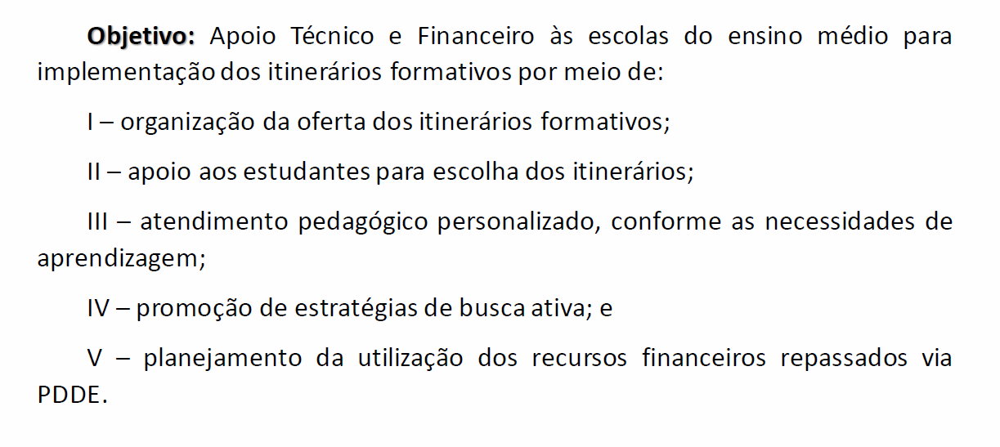 Objetivo: Apoio Técnico e Financeiro às escolas do ensino médio para
implementação dos itinerários formativos por meio de:
I – organização da oferta dos itinerários formativos;
II – apoio aos estudantes para escolha dos itinerários;
III – atendimento pedagógico personalizado, conforme as necessidades de
aprendizagem;
IV – promoção de estratégias de busca ativa; e
V – planejamento da utilização dos recursos financeiros repassados via
PDDE.